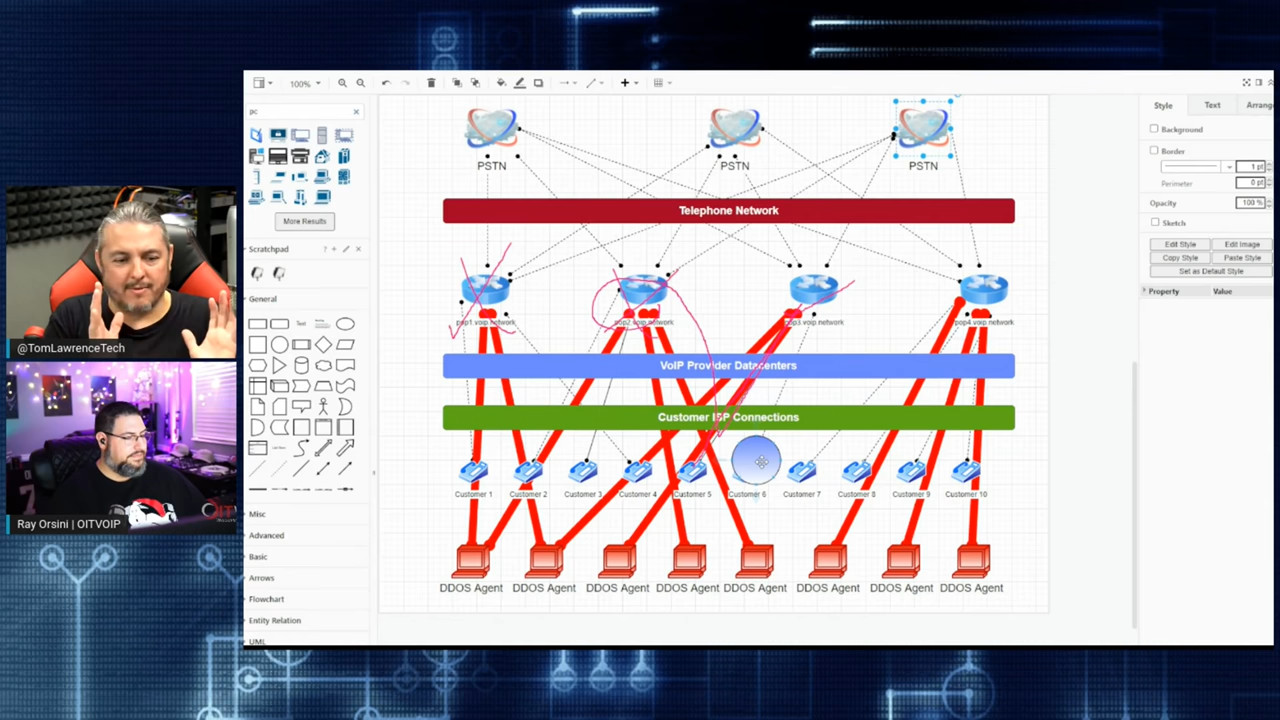 100%
pc
More Results
Scratchpad
General
Text
Misc
Advanced
Basic
Arrows
Flowchart
Entity Relation
UML
PSTN
PSTN
PSTN
Telephone Network
pop1.voip.network
pop2.voip.network
pop3.voip.network
pop4.voip.network
VoIP Provider Datacenters
Customer ISP Connections
Customer 1
Customer 2
Customer 3
Customer 4
Customer 5
Customer 6
Customer 7
Customer 8
Customer 9
Customer 10
DDOS Agent
DDOS Agent
DDOS Agent
DDOS Agent
DDOS Agent
DDOS Agent
DDOS Agent
DDOS Agent
Style
Text
Arrang
Background
Border
1 pt
Perimeter
0 pt
Opacity
100 %
Sketch
Edit Style
Edit Image
Copy Style
Paste Style
Set as Default Style
Property
Value
@TomLawrenceTech
Ray Orsini | OITVOIP